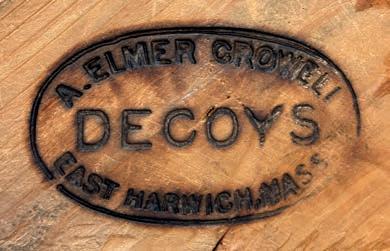 A. ELMER CROWELL
DECOYS
EAST HARWICH, MASS